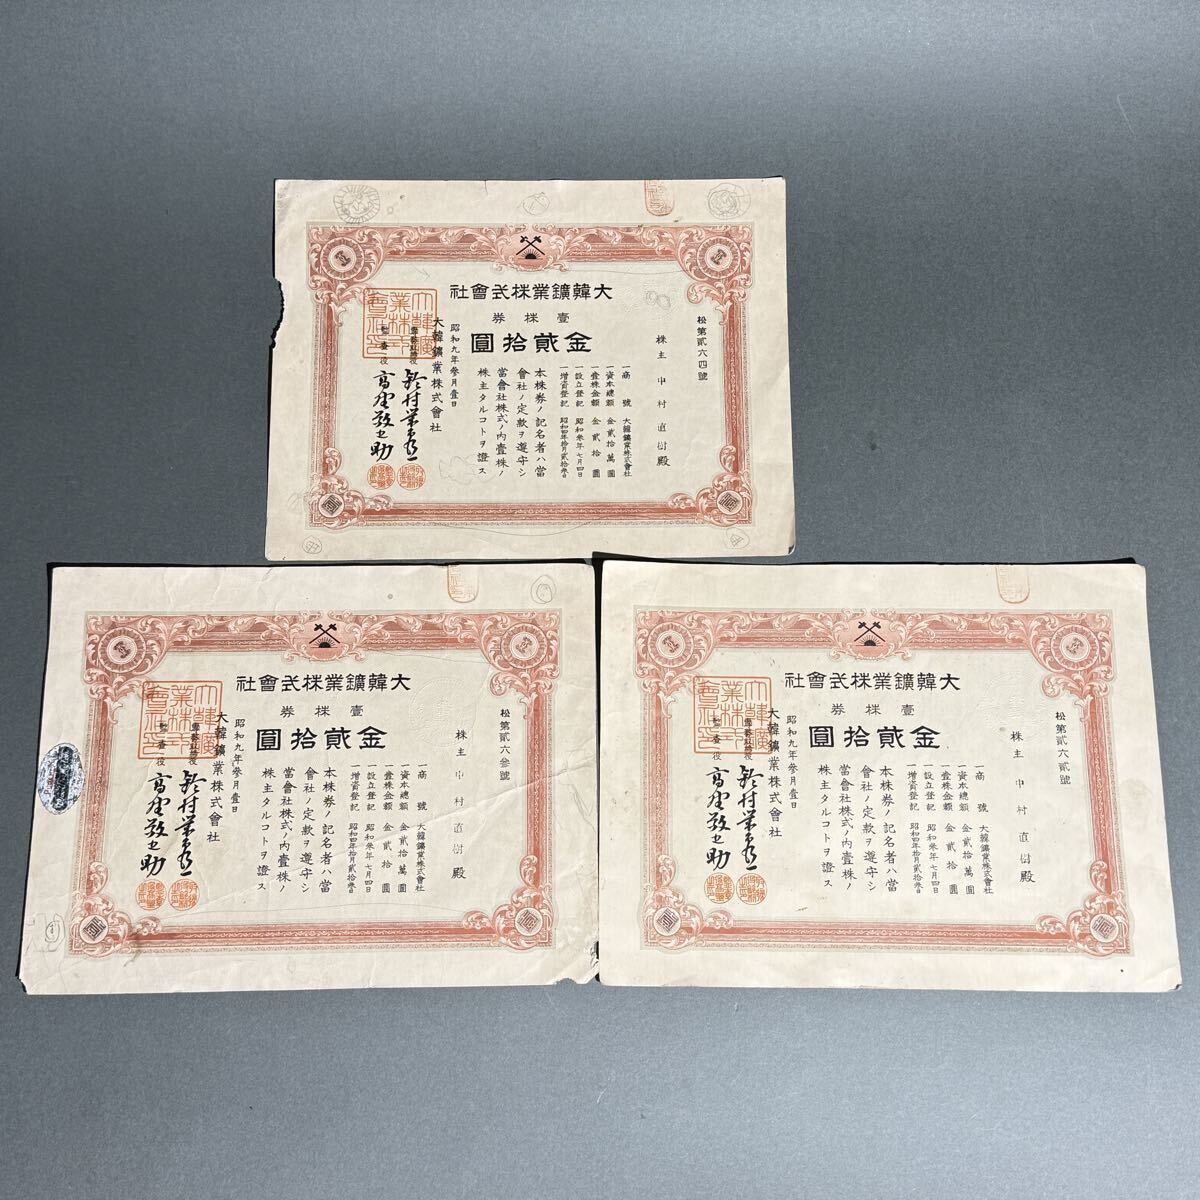 松第貳六四號
株主 中村直樹殿
社會式株業鑛韓大
券株壹
圓拾貳金
一商號 大韓鑛業株式會社
一資本總額 金貳拾萬圓
一壹株金額 金貳拾圓
一設立登記 昭和參年七月四日
一増資登記 昭和四年拾月貳拾參日
本株券ノ記名者ハ當
會社ノ定款ヲ遵守シ
當會社株式ノ內壹株ノ
株主タルコトヲ證ス
昭和九年參月壹日
大韓鑛業株式會社
松第貳六參號
株主 中村直樹殿
社會式株業鑛韓大
券株壹
圓拾貳金
一商號 大韓鑛業株式會社
一資本總額 金貳拾萬圓
一壹株金額 金貳拾圓
一設立登記 昭和參年七月四日
一増資登記 昭和四年拾月貳拾參日
本株券ノ記名者ハ當
會社ノ定款ヲ遵守シ
當會社株式ノ內壹株ノ
株主タルコトヲ證ス
昭和九年參月壹日
大韓鑛業株式會社
松第貳六貳號
株主 中村直樹殿
社會式株業鑛韓大
券株壹
圓拾貳金
一商號 大韓鑛業株式會社
一資本總額 金貳拾萬圓
一壹株金額 金貳拾圓
一設立登記 昭和參年七月四日
一増資登記 昭和四年拾月貳拾參日
本株券ノ記名者ハ當
會社ノ定款ヲ遵守シ
當會社株式ノ內壹株ノ
株主タルコトヲ證ス
昭和九年參月壹日
大韓鑛業株式會社